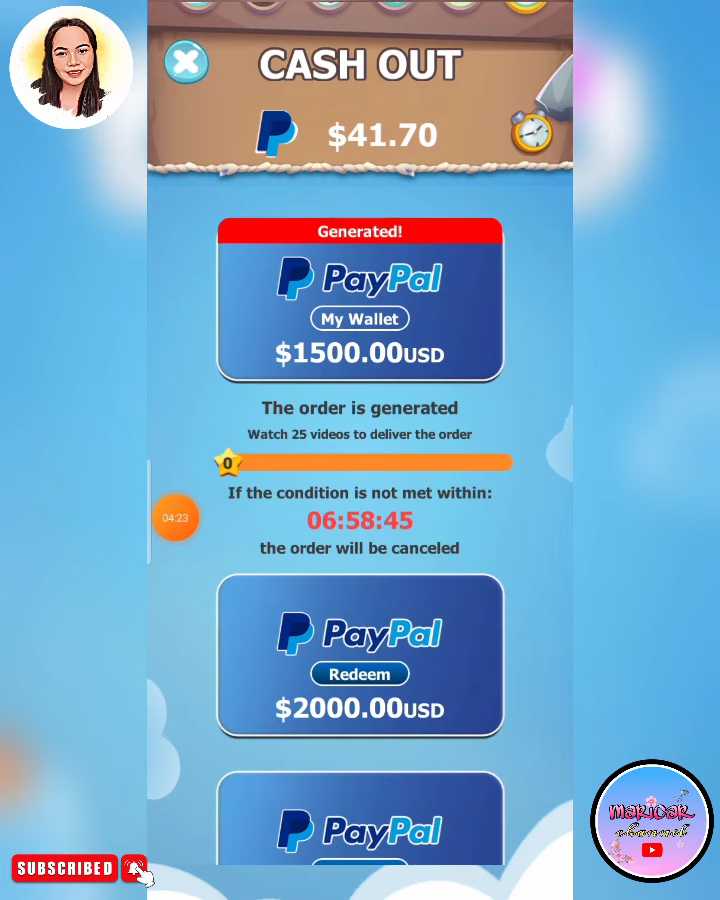 CASH OUT
$41.70
Generated!
PayPal
My Wallet
$1500.00USD
The order is generated
Watch 25 videos to deliver the order
0
If the condition is not met within:
04:23
06:58:45
the order will be canceled
PayPal
Redeem
$2000.00USD
PayPal
MARICAR
channel
SUBSCRIBED